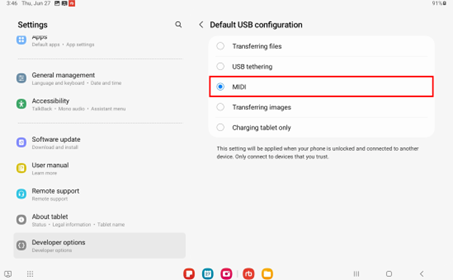 3:46 Thu, Jun 27
91%
Settings
Apps
Default apps • App settings
General management
Language and keyboard • Date and time
Accessibility
TalkBack • Mono audio • Assistant menu
Software update
Download and install
User manual
Learn more
Remote support
Remote support
About tablet
Status • Legal information • Tablet name
Developer options
Developer options
Default USB configuration
Transferring files
USB tethering
MIDI
Transferring images
Charging tablet only
This setting will be applied when your phone is unlocked and connected to another
device. Only connect to devices that you trust.